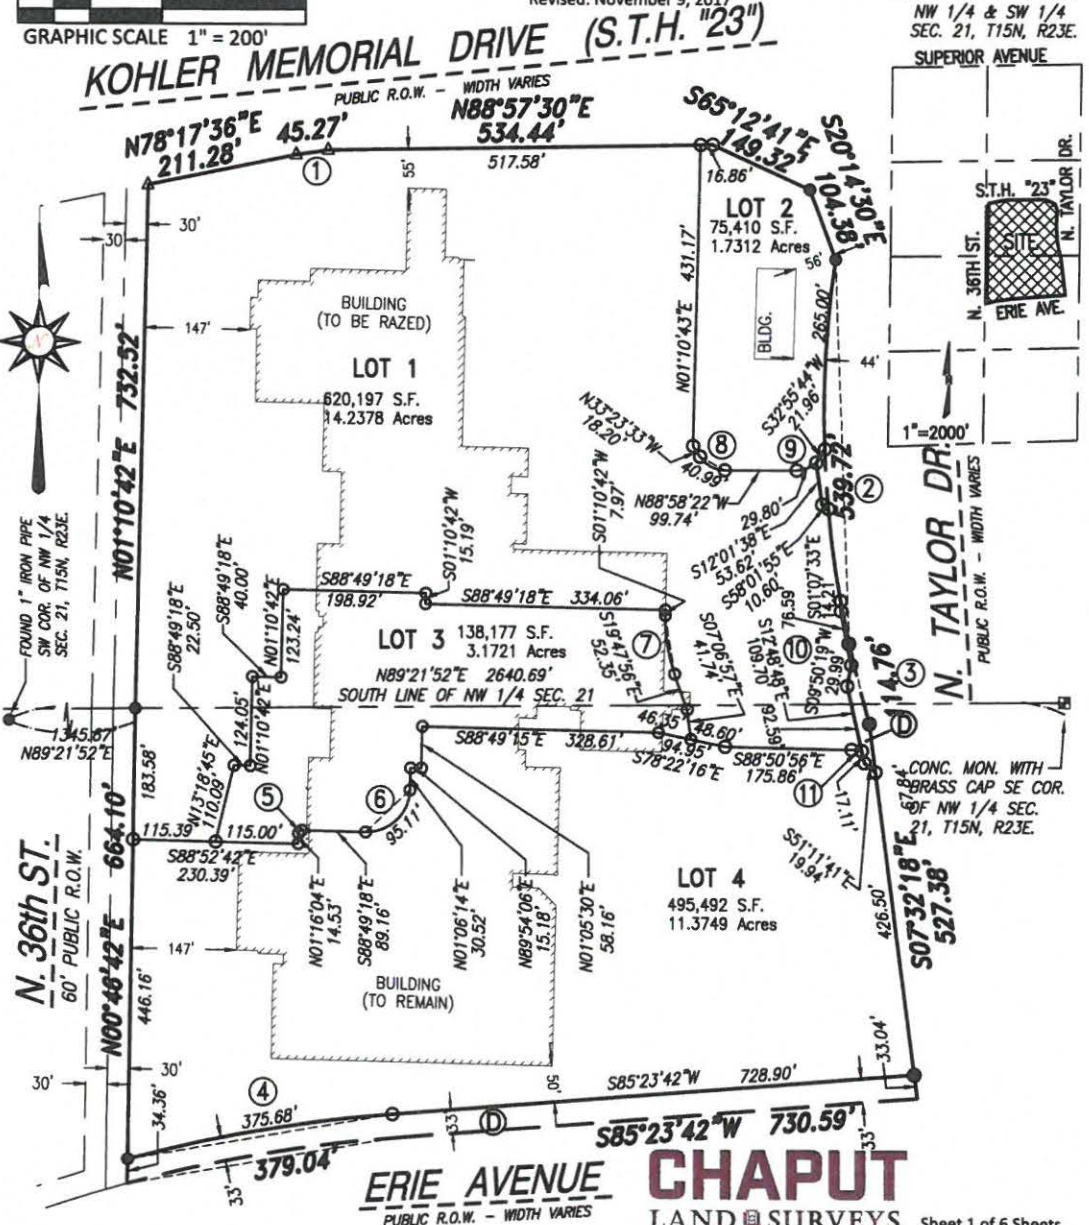 Revised: November 9, 2017
GRAPHIC SCALE 1" = 200'
NW 1/4 & SW 1/4
SEC. 21, T15N, R23E.
KOHLER MEMORIAL DRIVE (S.T.H. "23")
PUBLIC R.O.W. - WIDTH VARIES
SUPERIOR AVENUE
N. TAYLOR DR.
S.T.H. "23"
SITE
N. 36TH ST.
ERIE AVE.
1"=2000'
N78°17'36"E
211.28'
45.27'
1
N88°57'30"E
534.44'
517.58'
55'
16.86'
S65°12'41"E
149.32'
S20°14'30"E
104.38'
LOT 2
75,410 S.F.
1.7312 Acres
56'
BLDG.
265.00'
44'
N01°10'43"E 431.17'
30'
30'
147'
BUILDING
(TO BE RAZED)
LOT 1
620,197 S.F.
14.2378 Acres
N
N01°10'42"E 732.52'
FOUND 1" IRON PIPE
SW COR. OF NW 1/4
SEC. 21, T15N, R23E.
N33°23'33"W
18.20'
8
40.99'
S32°55'44"W
21.96'
9
N88°58'22"W
99.74'
29.80'
539.72'
2
S12°01'38"E
53.62'
S58°01'55"E
10.60'
S01°07'33"E
14.21
76.59
10
S09°50'19"W
29.99'
109.70
92.59'
N. TAYLOR DR.
PUBLIC R.O.W. - WIDTH VARIES
114.76'
3
D
S01°10'42"W
7.97'
S01°10'42"W
15.19'
S88°49'18"E
198.92'
S88°49'18"E 334.06'
S88°49'18"E
40.00'
N01°10'42"E
123.24'
S88°49'18"E
22.50'
LOT 3
138,177 S.F.
3.1721 Acres
7
S19°47'56"E
52.35'
S07°06'57"E
41.74
N89°21'52"E 2640.69'
SOUTH LINE OF NW 1/4 SEC. 21
1345.87'
N89°21'52"E
124.05'
N01°10'42"E
183.58'
S88°49'15"E 328.61'
46.35
48.60'
94.95'
S78°22'16"E
S88°50'56"E
175.86'
11
17.11'
S51°11'41"E
19.94'
67.84'
CONC. MON. WITH
BRASS CAP SE COR.
OF NW 1/4 SEC.
21, T15N, R23E.
N13°18'45"E
110.09'
115.39'
115.00'
S88°52'42"E
230.39'
5
6
95.11'
N01°16'04"E
14.53'
S88°49'18"E
89.16'
N01°06'14"E
30.52'
N89°54'06"E
15.18'
N01°05'30"E
58.16'
LOT 4
495,492 S.F.
11.3749 Acres
N. 36th ST.
60' PUBLIC R.O.W.
N00°46'42"E 664.10'
446.16'
147'
BUILDING
(TO REMAIN)
S07°32'18"E
527.38'
426.50'
33.04'
30'
30'
34.36'
4
375.68'
50'
S85°23'42"W 728.90'
33'
D
S85°23'42"W 730.59'
33'
379.04'
33'
ERIE AVENUE
PUBLIC R.O.W. - WIDTH VARIES
CHAPUT
LAND SURVEYS
Sheet 1 of 6 Sheets